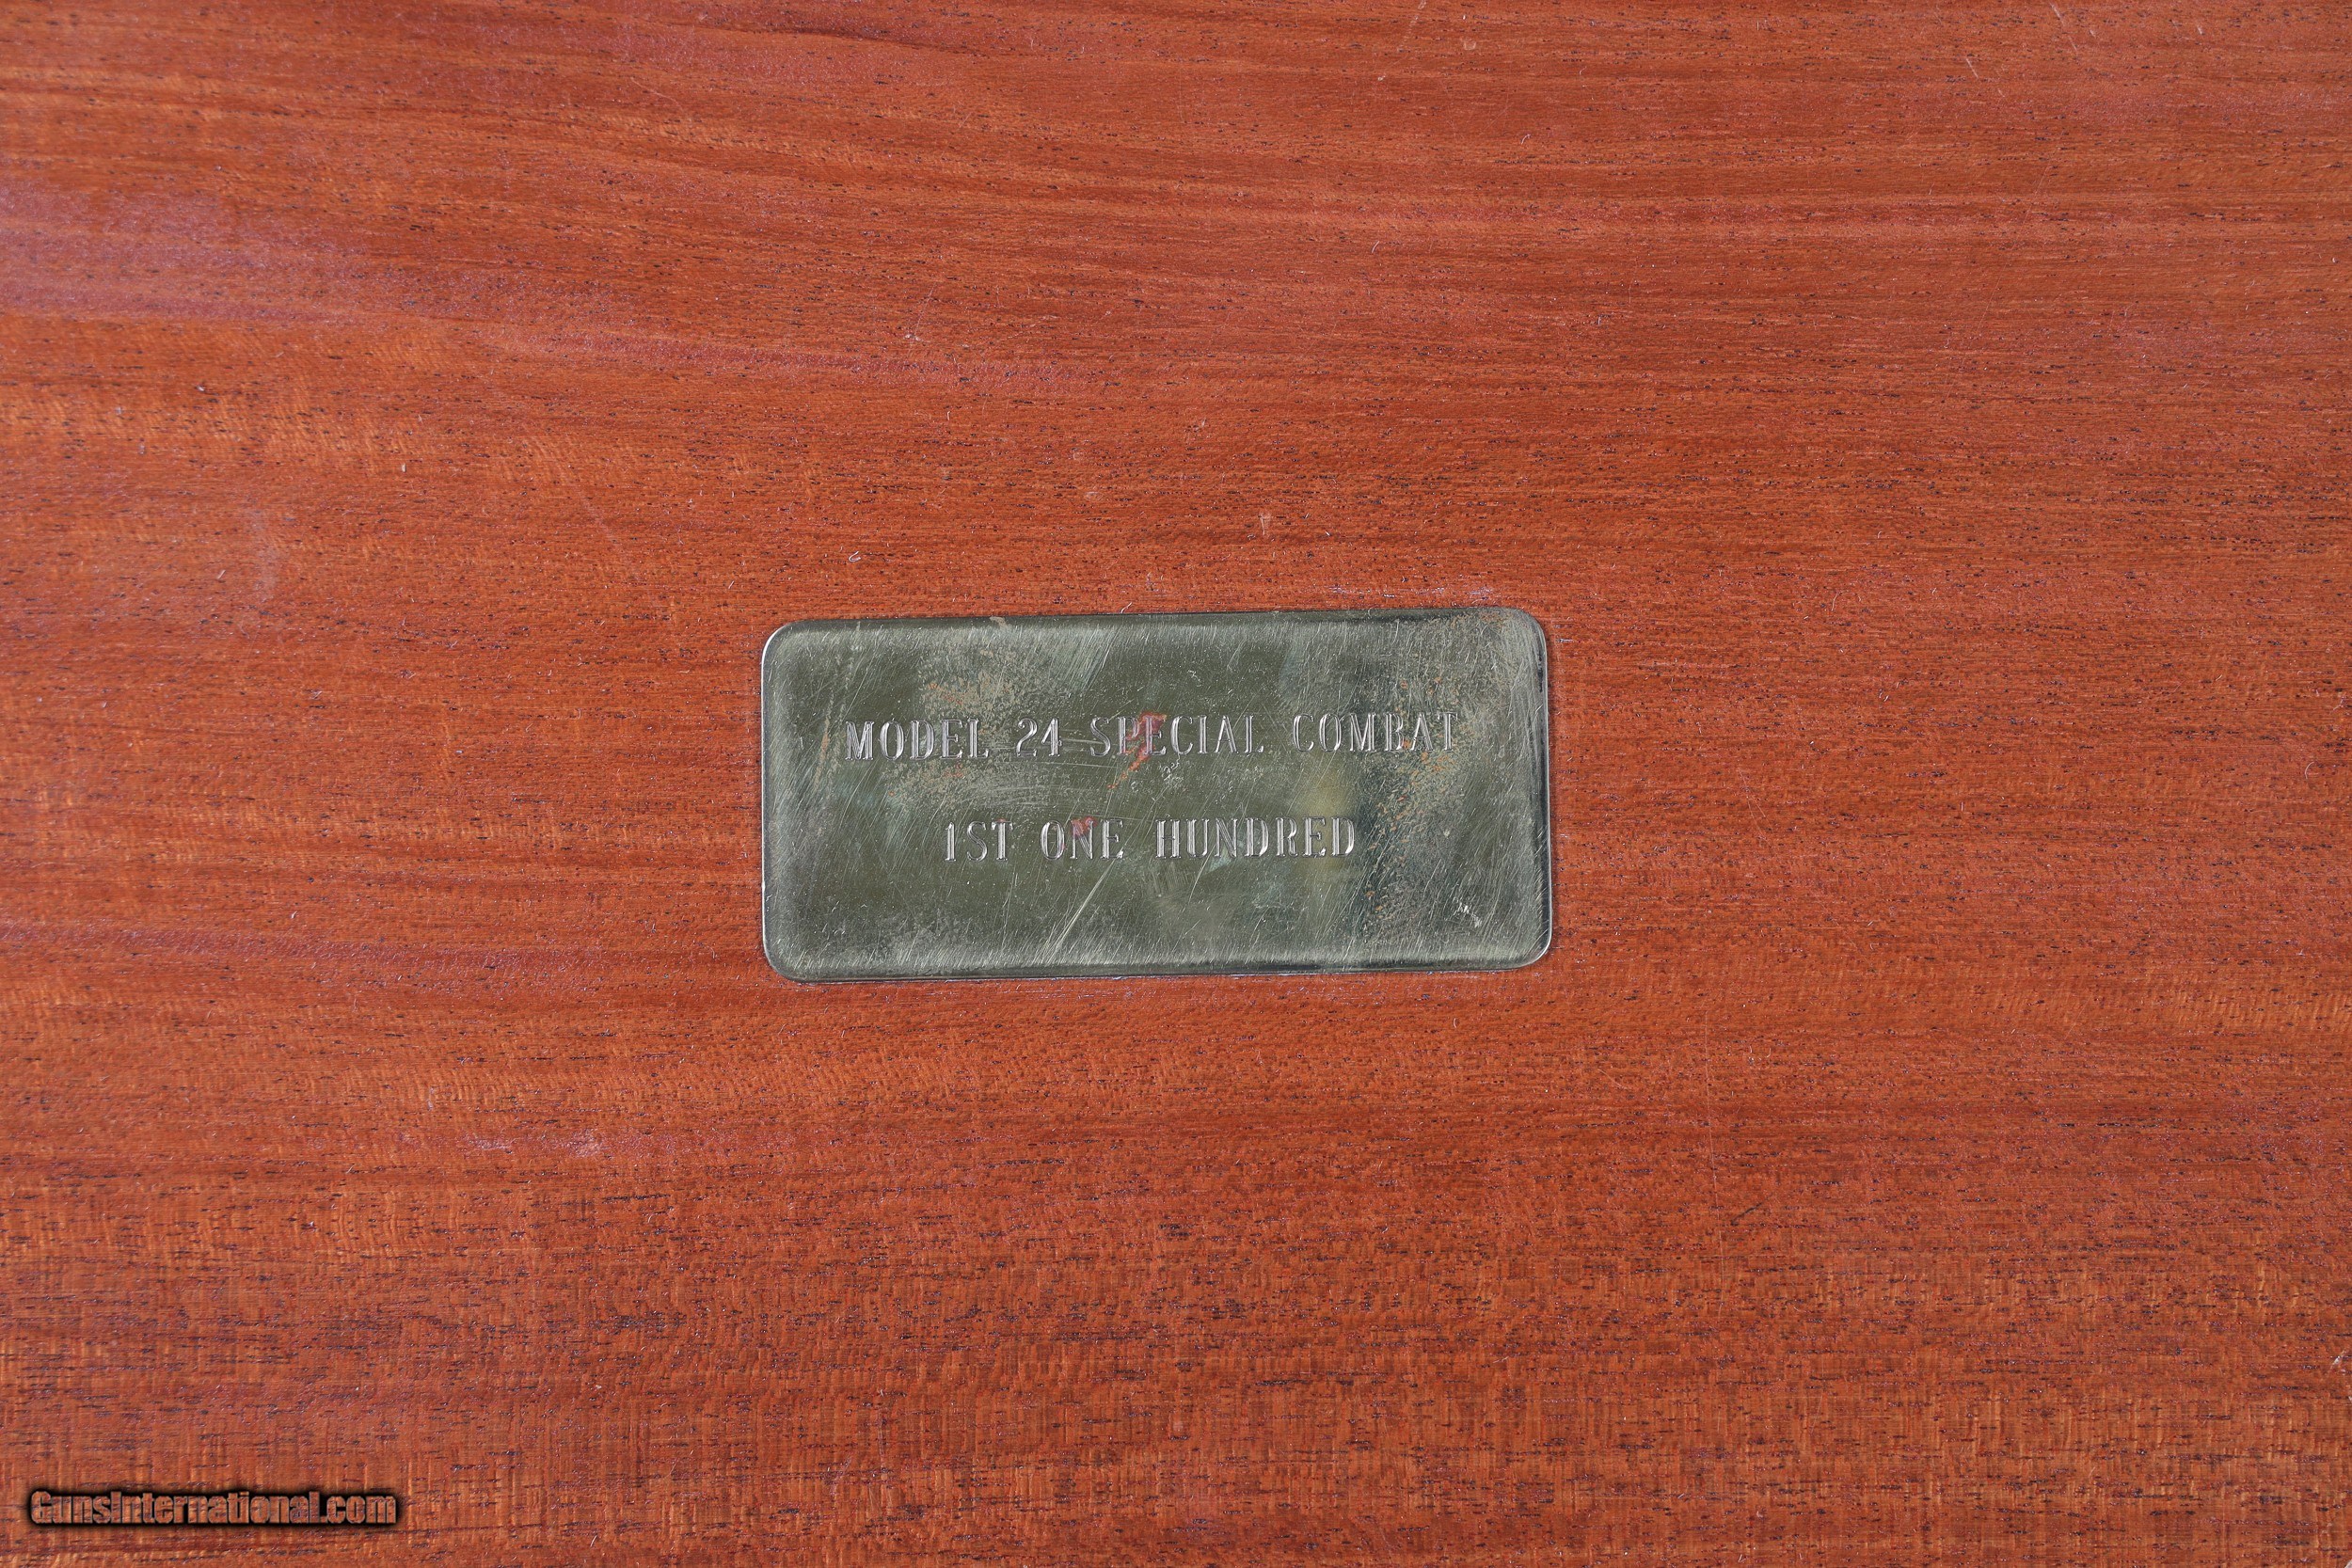 MODEL 24 SPECIAL COMBAT
1ST ONE HUNDRED
GunsInternational.com